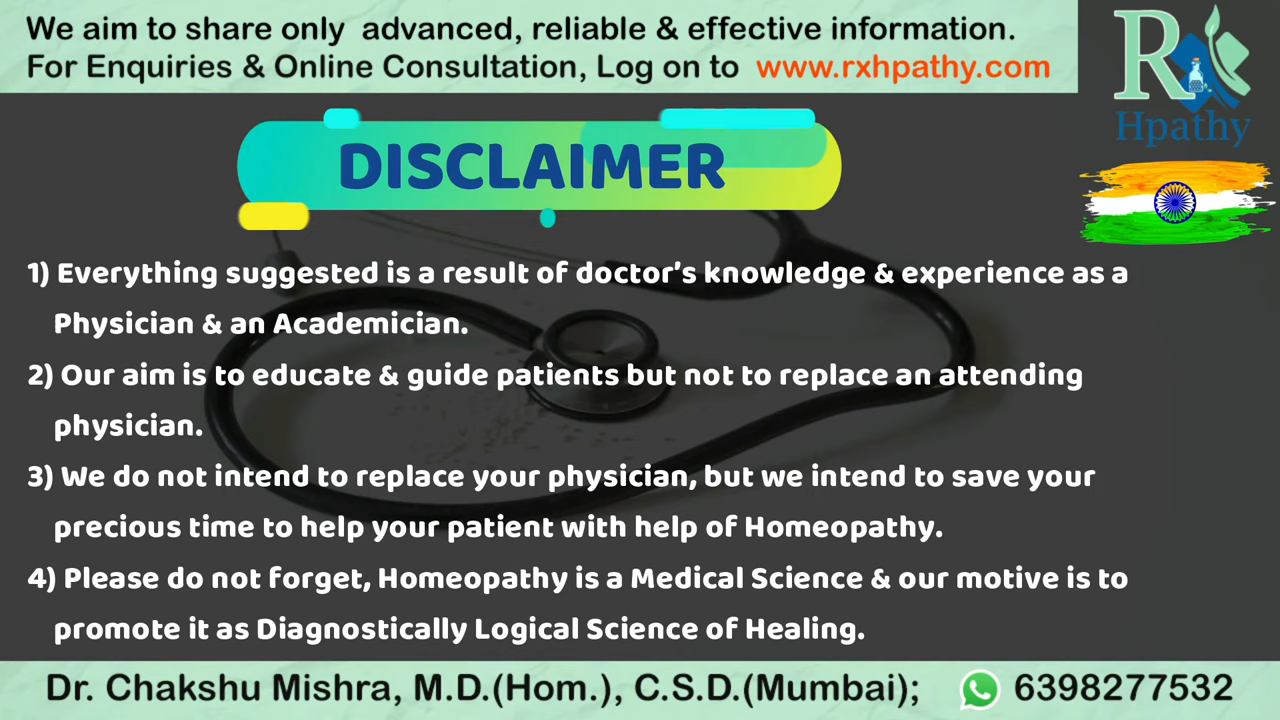 We aim to share only advanced, reliable & effective information.
For Enquiries & Online Consultation, Log on to www.rxhpathy.com
Rx
Hpathy
DISCLAIMER
1) Everything suggested is a result of doctor's knowledge & experience as a
Physician & an Academician.
2) Our aim is to educate & guide patients but not to replace an attending
physician.
3) We do not intend to replace your physician, but we intend to save your
precious time to help your patient with help of Homeopathy.
4) Please do not forget, Homeopathy is a Medical Science & our motive is to
promote it as Diagnostically Logical Science of Healing.
Dr. Chakshu Mishra, M.D.(Hom.), C.S.D.(Mumbai); 6398277532